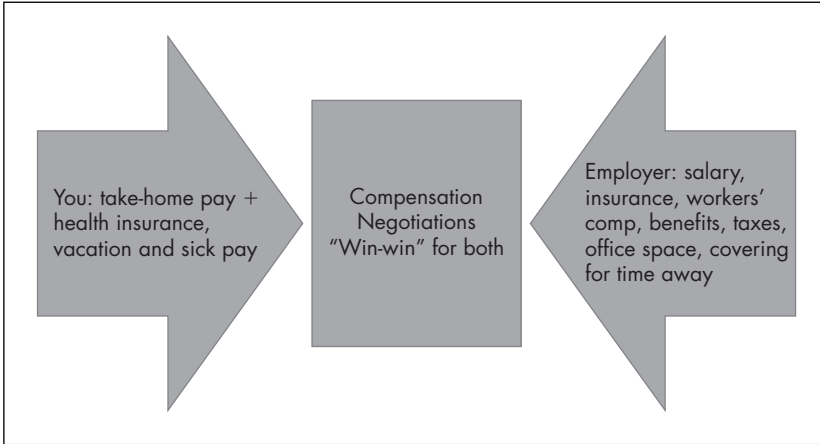 You: take-home pay +
health insurance,
vacation and sick pay
Compensation
Negotiations
“Win-win” for both
Employer: salary,
insurance, workers’
comp, benefits, taxes,
office space, covering
for time away